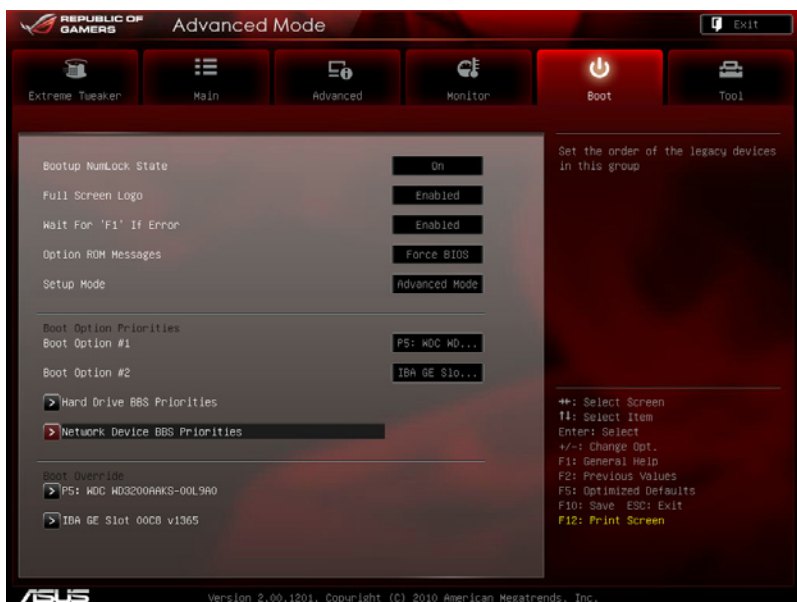 REPUBLIC OF
GAMERS
Advanced Mode
Exit
Extreme Tweaker
Main
Advanced
Monitor
Boot
Tool
Bootup NumLock State
On
Full Screen Logo
Enabled
Wait For 'F1' If Error
Enabled
Option ROM Messages
Force BIOS
Setup Mode
Advanced Mode
Boot Option Priorities
Boot Option #1
P5: WDC WD...
Boot Option #2
IBA GE Slo...
> Hard Drive BBS Priorities
> Network Device BBS Priorities
Boot Override
> P5: WDC WD3200AAKS-00L9A0
> IBA GE Slot 00C8 v1365
Set the order of the legacy devices
in this group
→←: Select Screen
↑↓: Select Item
Enter: Select
+/-: Change Opt.
F1: General Help
F2: Previous Values
F5: Optimized Defaults
F10: Save ESC: Exit
F12: Print Screen
ASUS
Version 2.00.1201. Copyright (C) 2010 American Megatrends, Inc.